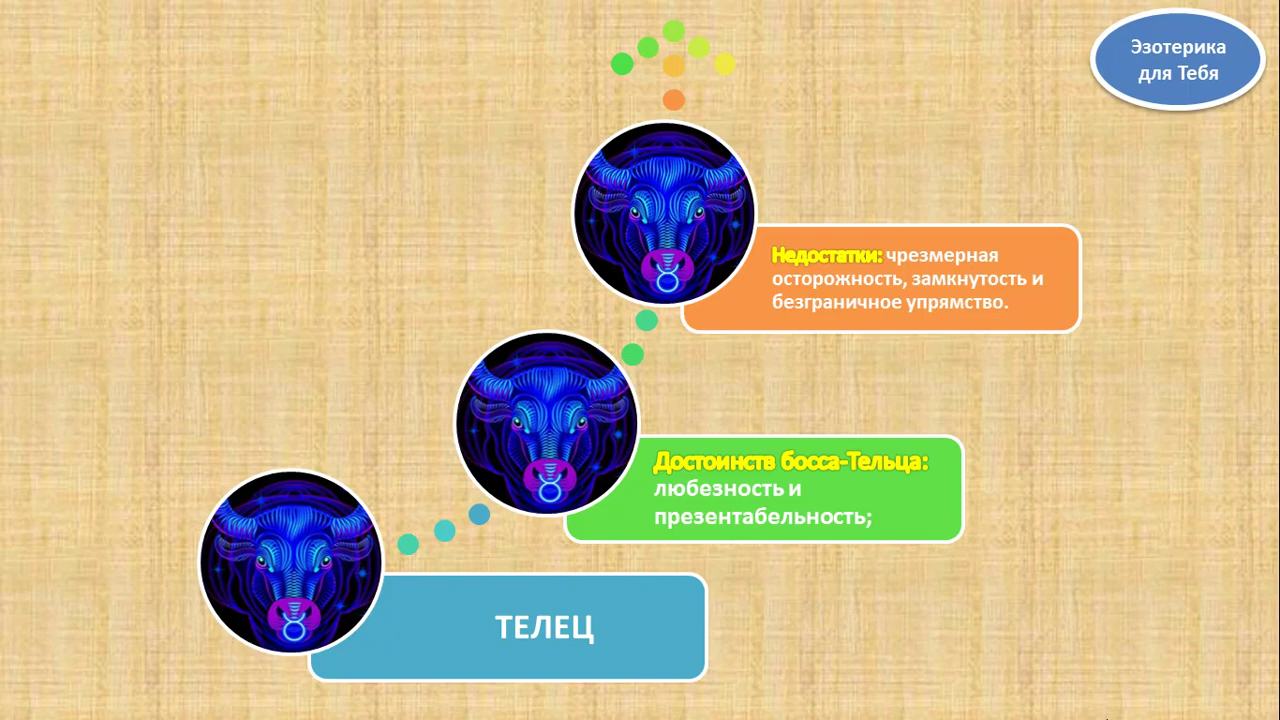 Эзотерика
для Тебя
Недостатки: чрезмерная
осторожность, замкнутость и
безграничное упрямство.
Достоинств босса-Тельца:
любезность и
презентабельность;
ТЕЛЕЦ